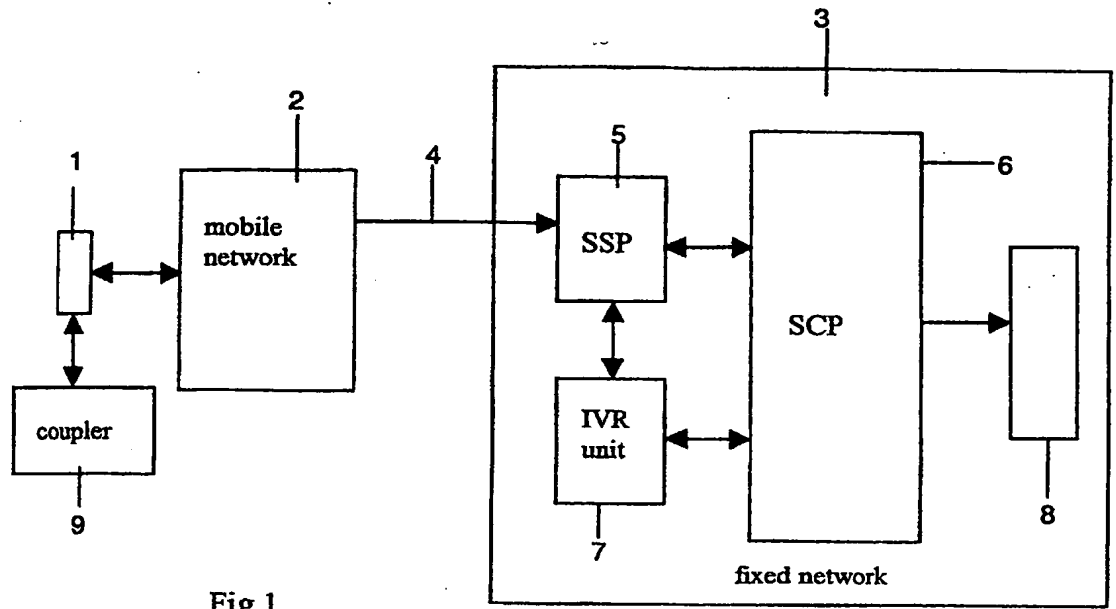 3
2
1
4
5
6
mobile
network
SSP
SCP
coupler
IVR
unit
9
7
8
fixed network
Fig 1